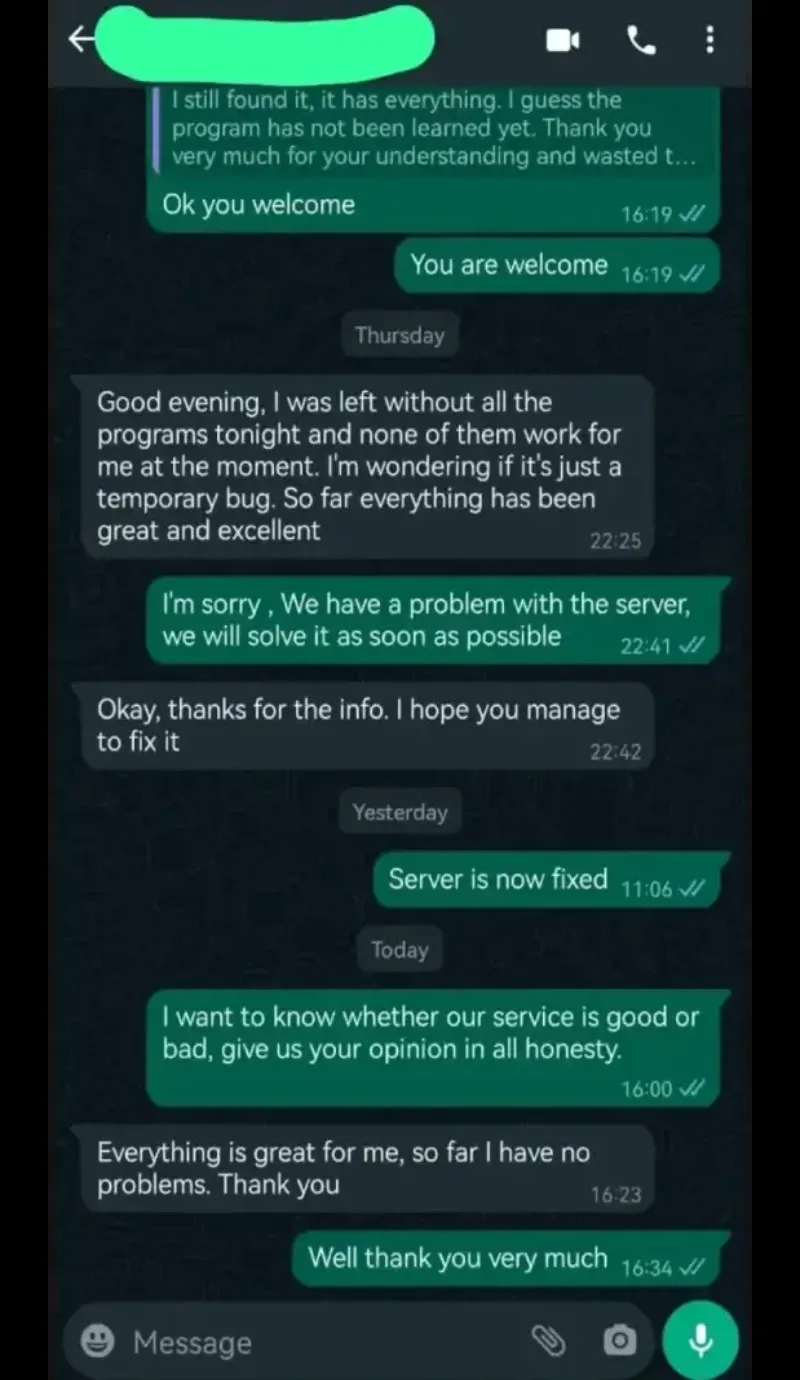 I still found it, it has everything. I guess the
program has not been learned yet. Thank you
very much for your understanding and wasted t...
Ok you welcome
16:19
You are welcome 16:19
Thursday
Good evening, I was left without all the
programs tonight and none of them work for
me at the moment. I'm wondering if it's just a
temporary bug. So far everything has been
great and excellent
22:25
I'm sorry , We have a problem with the server,
we will solve it as soon as possible
22:41
Okay, thanks for the info. I hope you manage
to fix it
22:42
Yesterday
Server is now fixed 11:06
Today
I want to know whether our service is good or
bad, give us your opinion in all honesty.
16:00
Everything is great for me, so far I have no
problems. Thank you
16:23
Well thank you very much 16:34
Message